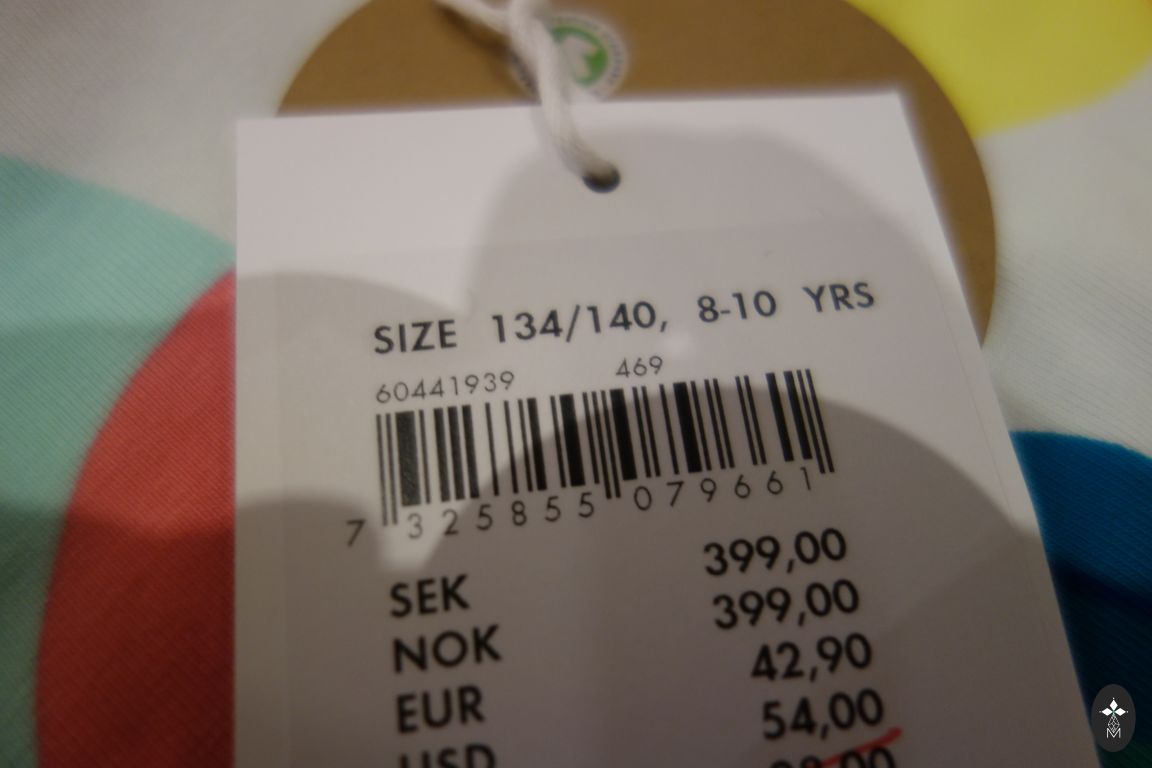 SIZE 134/140, 8-10 YRS
60441939 469
7 325855 079661
SEK 399,00
NOK 399,00
EUR 42,90
USD 54,00
M